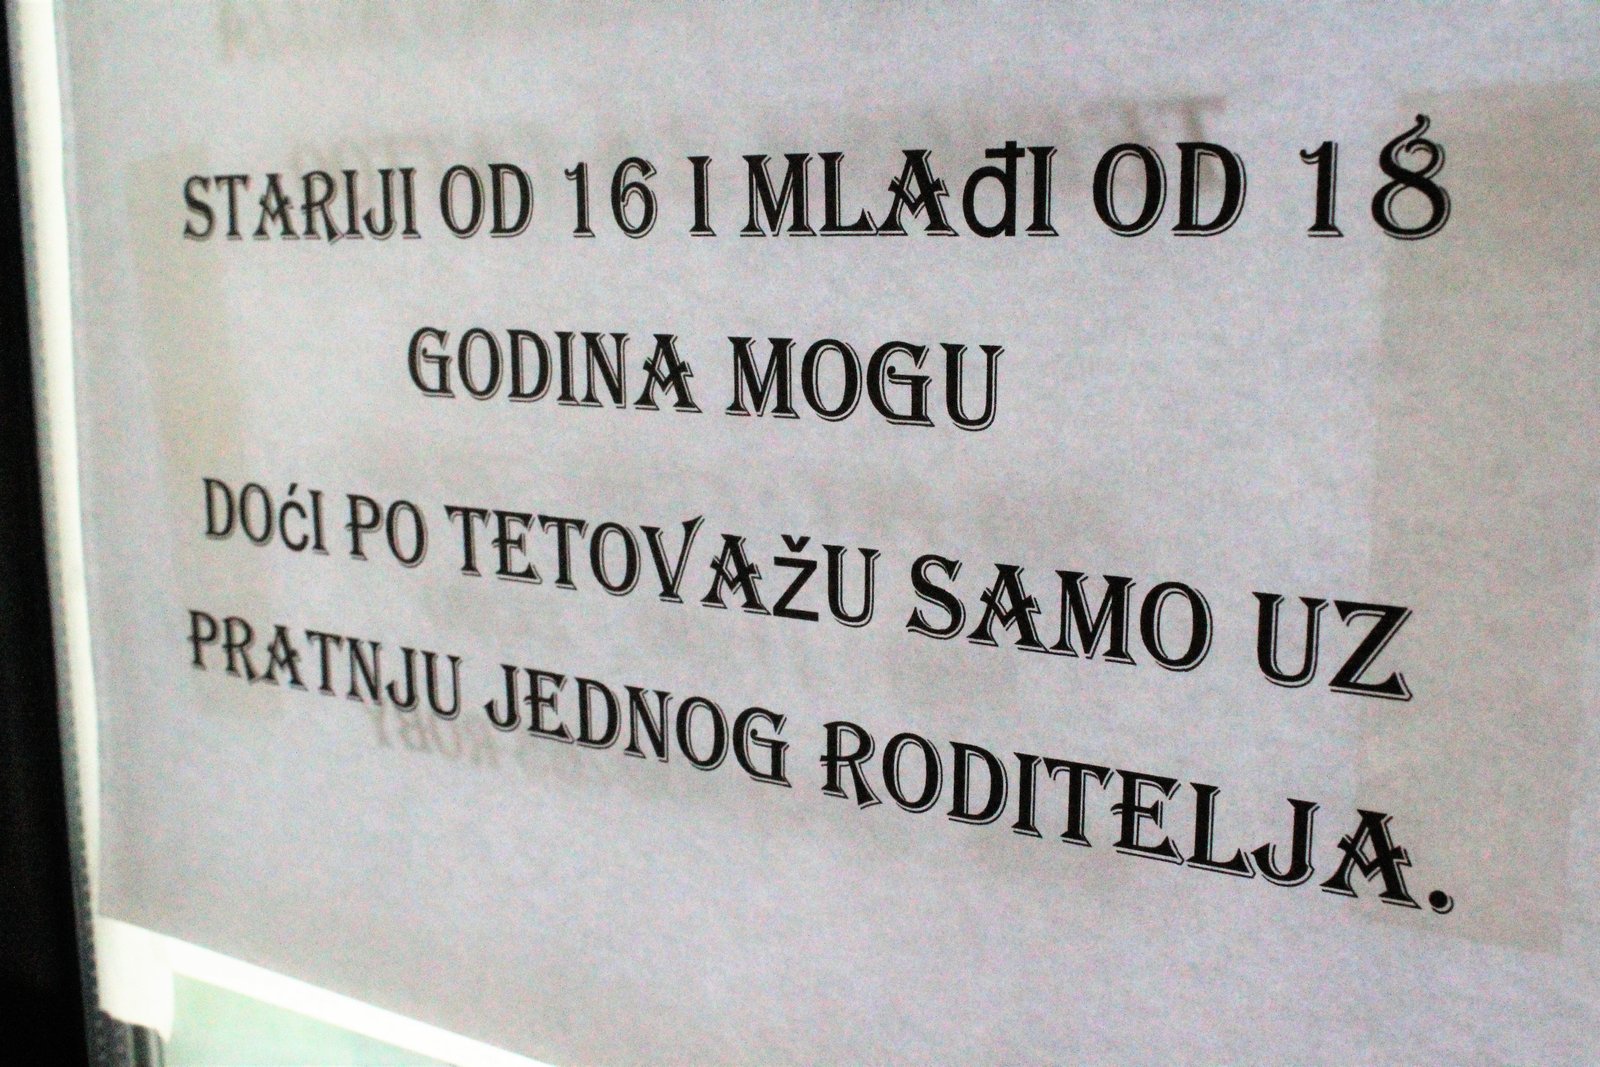 STARIJI OD 16 I MLAđI OD 18
GODINA MOGU
DOćI PO TETOVAžU SAMO UZ
PRATNJU JEDNOG RODITELJA.